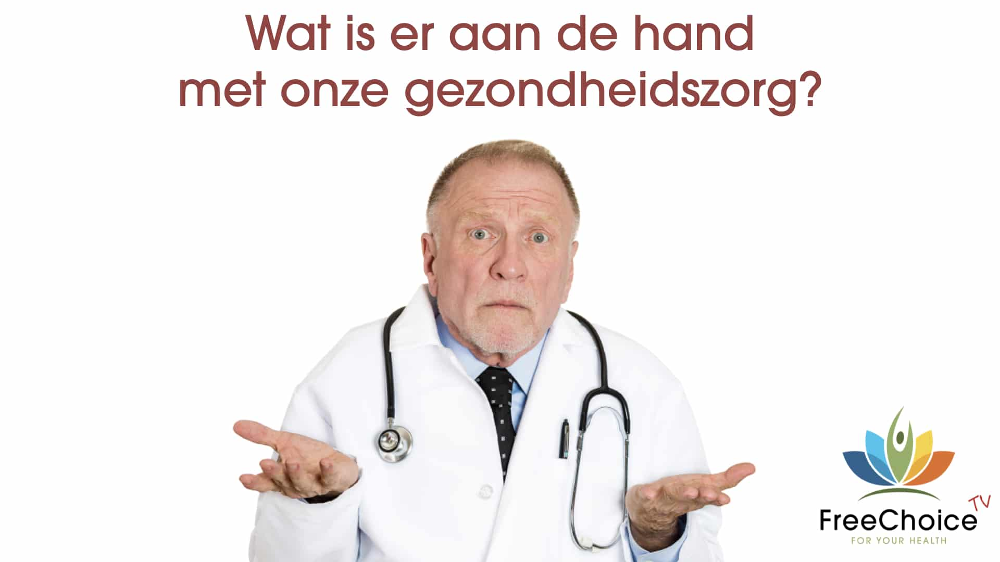 Wat is er aan de hand
met onze gezondheidszorg?
TV
FreeChoice
FOR YOUR HEALTH